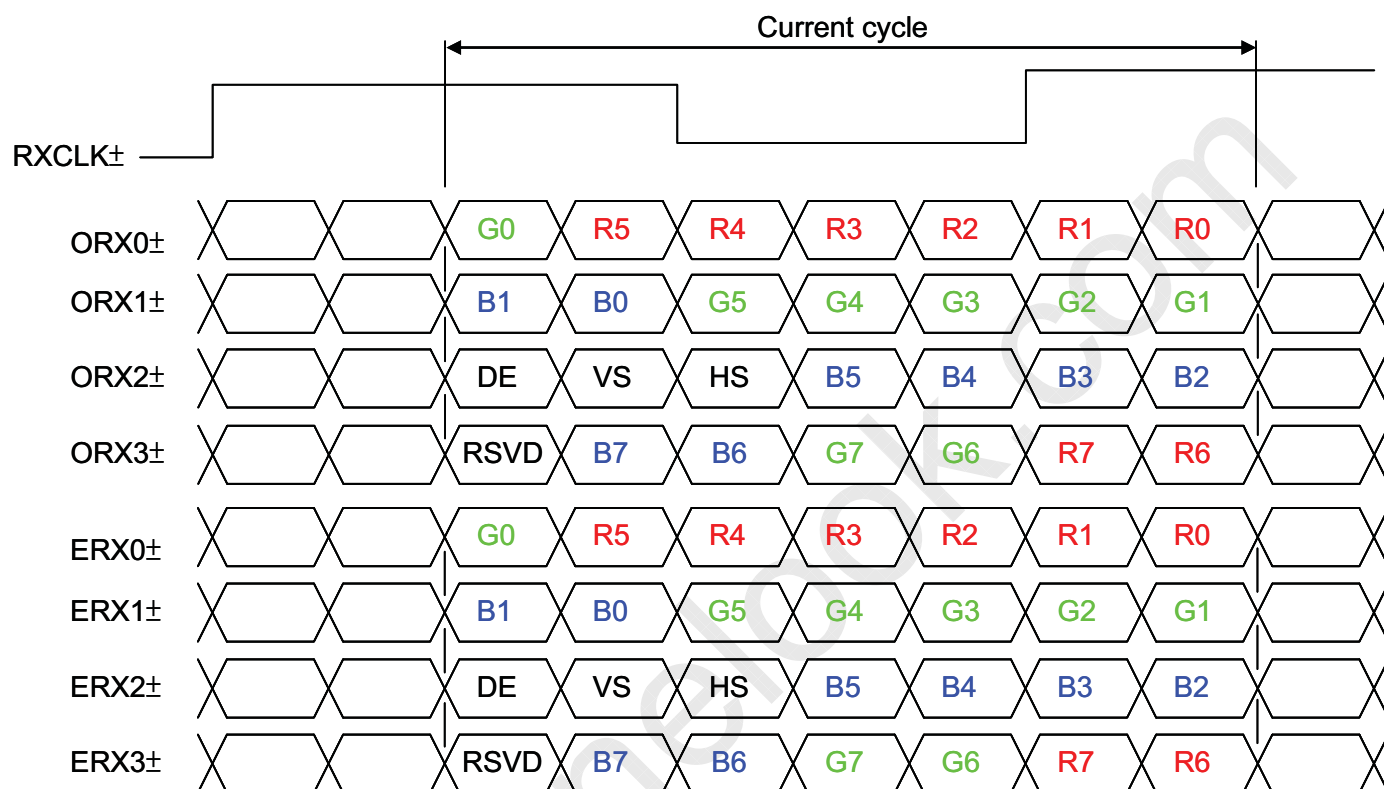 Current cycle
RXCLK±
ORX0± G0 R5 R4 R3 R2 R1 R0
ORX1± B1 B0 G5 G4 G3 G2 G1
ORX2± DE VS HS B5 B4 B3 B2
ORX3± RSVD B7 B6 G7 G6 R7 R6
ERX0± G0 R5 R4 R3 R2 R1 R0
ERX1± B1 B0 G5 G4 G3 G2 G1
ERX2± DE VS HS B5 B4 B3 B2
ERX3± RSVD B7 B6 G7 G6 R7 R6
nelook.com